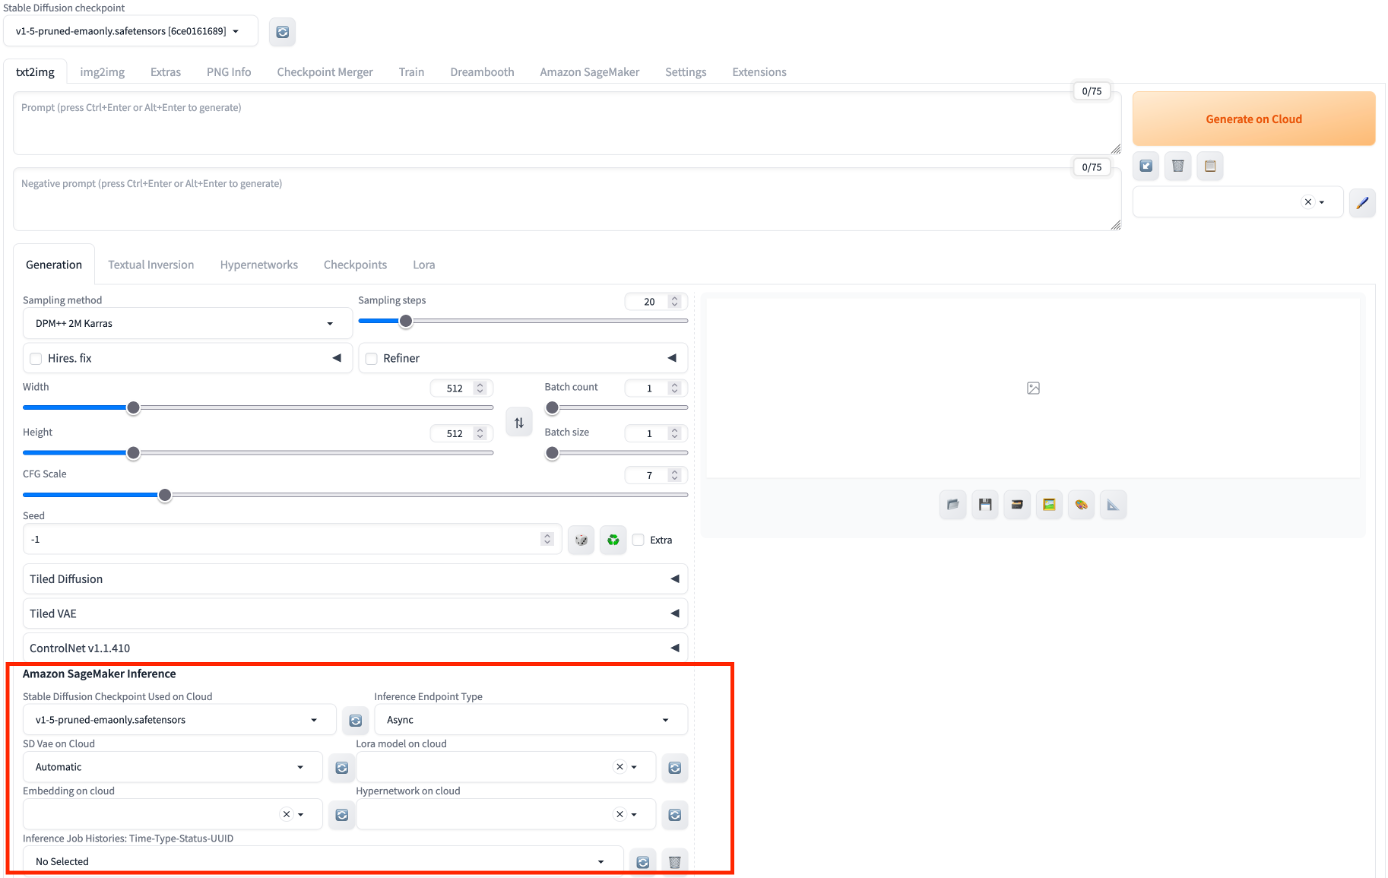 Stable Diffusion checkpoint
v1-5-pruned-emaonly.safetensors [6ce0161689]
txt2img img2img Extras PNG Info Checkpoint Merger Train Dreambooth Amazon SageMaker Settings Extensions
0/75
Prompt (press Ctrl+Enter or Alt+Enter to generate)
Generate on Cloud
0/75
Negative prompt (press Ctrl+Enter or Alt+Enter to generate)
Generation Textual Inversion Hypernetworks Checkpoints Lora
Sampling method Sampling steps 20
DPM++ 2M Karras
Hires. fix Refiner
Width 512 Batch count 1
Height 512 Batch size 1
CFG Scale 7
Seed
-1 Extra
Tiled Diffusion
Tiled VAE
ControlNet v1.1.410
Amazon SageMaker Inference
Stable Diffusion Checkpoint Used on Cloud Inference Endpoint Type
v1-5-pruned-emaonly.safetensors Async
SD Vae on Cloud Lora model on cloud
Automatic
Embedding on cloud Hypernetwork on cloud
Inference Job Histories: Time-Type-Status-UUID
No Selected